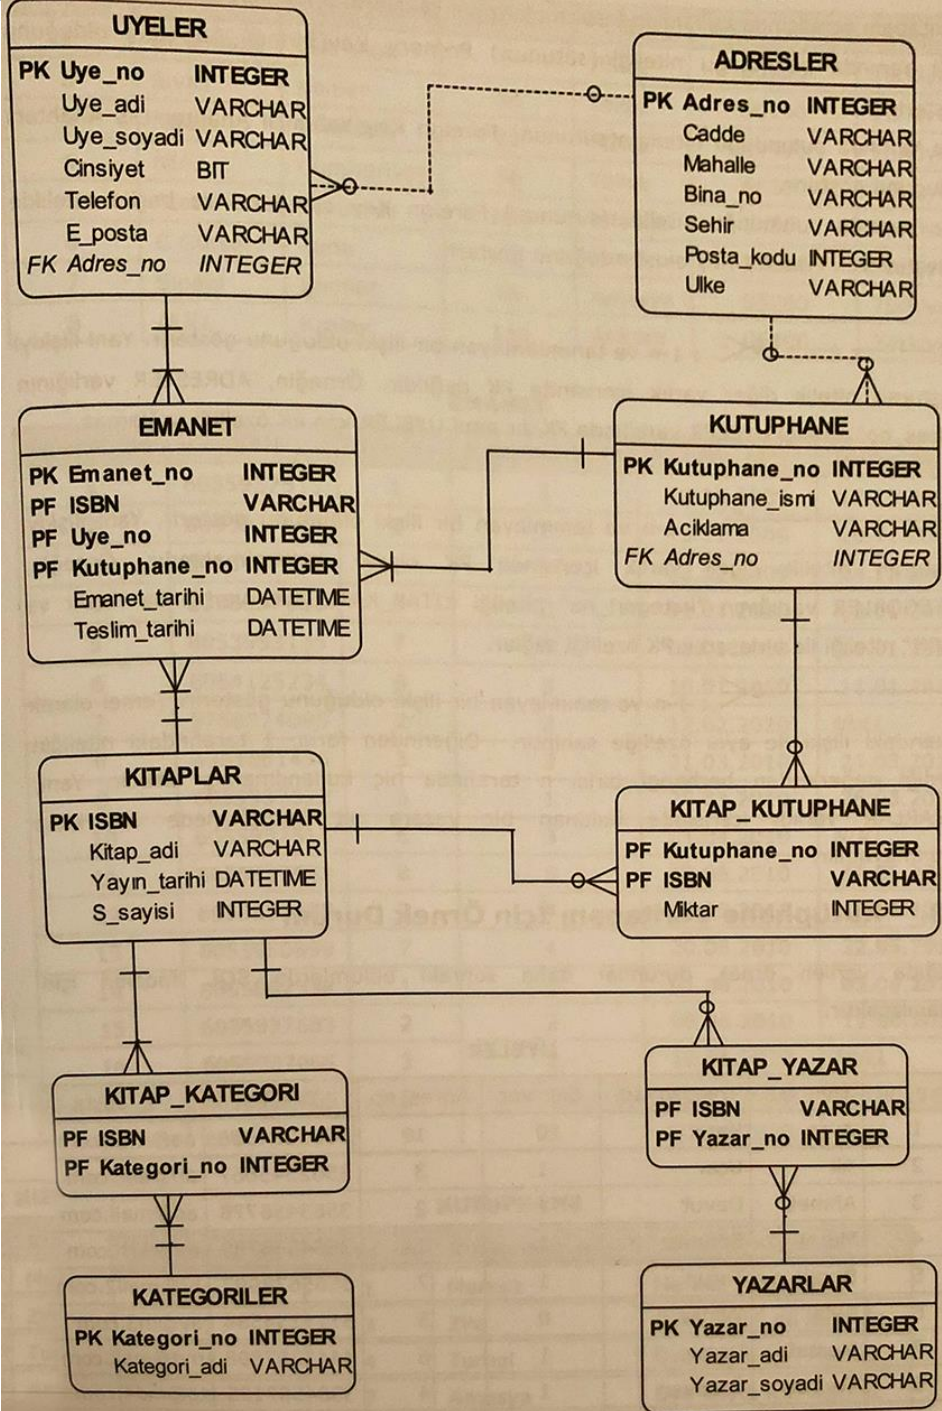 UYELER
PK Uye_no INTEGER
Uye_adi VARCHAR
Uye_soyadi VARCHAR
Cinsiyet BIT
Telefon VARCHAR
E_posta VARCHAR
FK Adres_no INTEGER
ADRESLER
PK Adres_no INTEGER
Cadde VARCHAR
Mahalle VARCHAR
Bina_no VARCHAR
Sehir VARCHAR
Posta_kodu INTEGER
Ulke VARCHAR
EMANET
PK Emanet_no INTEGER
PF ISBN VARCHAR
PF Uye_no INTEGER
PF Kutuphane_no INTEGER
Emanet_tarihi DATETIME
Teslim_tarihi DATETIME
KUTUPHANE
PK Kutuphane_no INTEGER
Kutuphane_ismi VARCHAR
Aciklama VARCHAR
FK Adres_no INTEGER
KITAPLAR
PK ISBN VARCHAR
Kitap_adi VARCHAR
Yayın_tarihi DATETIME
S_sayisi INTEGER
KITAP_KUTUPHANE
PF Kutuphane_no INTEGER
PF ISBN VARCHAR
Miktar INTEGER
KITAP_KATEGORI
PF ISBN VARCHAR
PF Kategori_no INTEGER
KITAP_YAZAR
PF ISBN VARCHAR
PF Yazar_no INTEGER
KATEGORILER
PK Kategori_no INTEGER
Kategori_adi VARCHAR
YAZARLAR
PK Yazar_no INTEGER
Yazar_adi VARCHAR
Yazar_soyadi VARCHAR